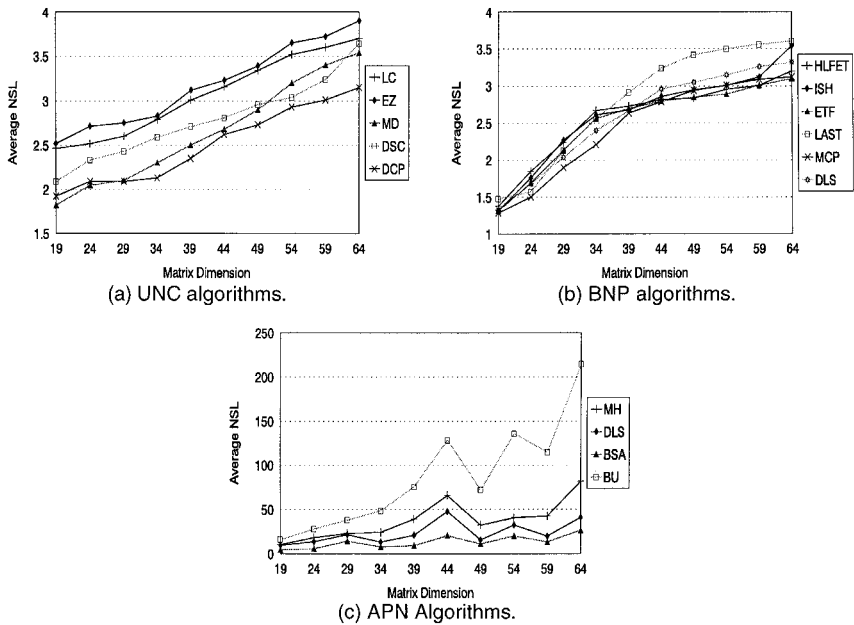 4
3.5
3
2.5
2
1.5
Average NSL
19 24 29 34 39 44 49 54 59 64
Matrix Dimension
LC
EZ
MD
DSC
DCP
(a) UNC algorithms.
4
3.5
3
2.5
2
1.5
1
Average NSL
19 24 29 34 39 44 49 54 59 64
Matrix Dimension
HLFET
ISH
ETF
LAST
MCP
DLS
(b) BNP algorithms.
250
200
150
100
50
0
Average NSL
19 24 29 34 39 44 49 54 59 64
Matrix Dimension
MH
DLS
BSA
BU
(c) APN Algorithms.